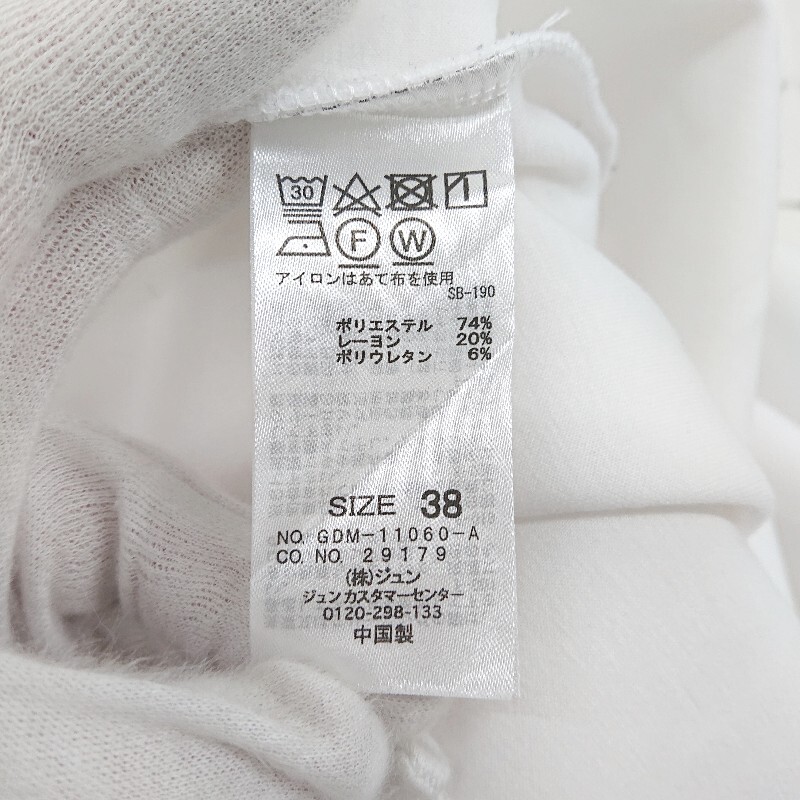 30
F W
アイロンはあて布を使用
SB-190
ポリエステル 74%
レーヨン 20%
ポリウレタン 6%
SIZE 38
NO. GDM-11060-A
CO. NO. 29179
(株)ジュン
ジュンカスタマーセンター
0120-298-133
中国製